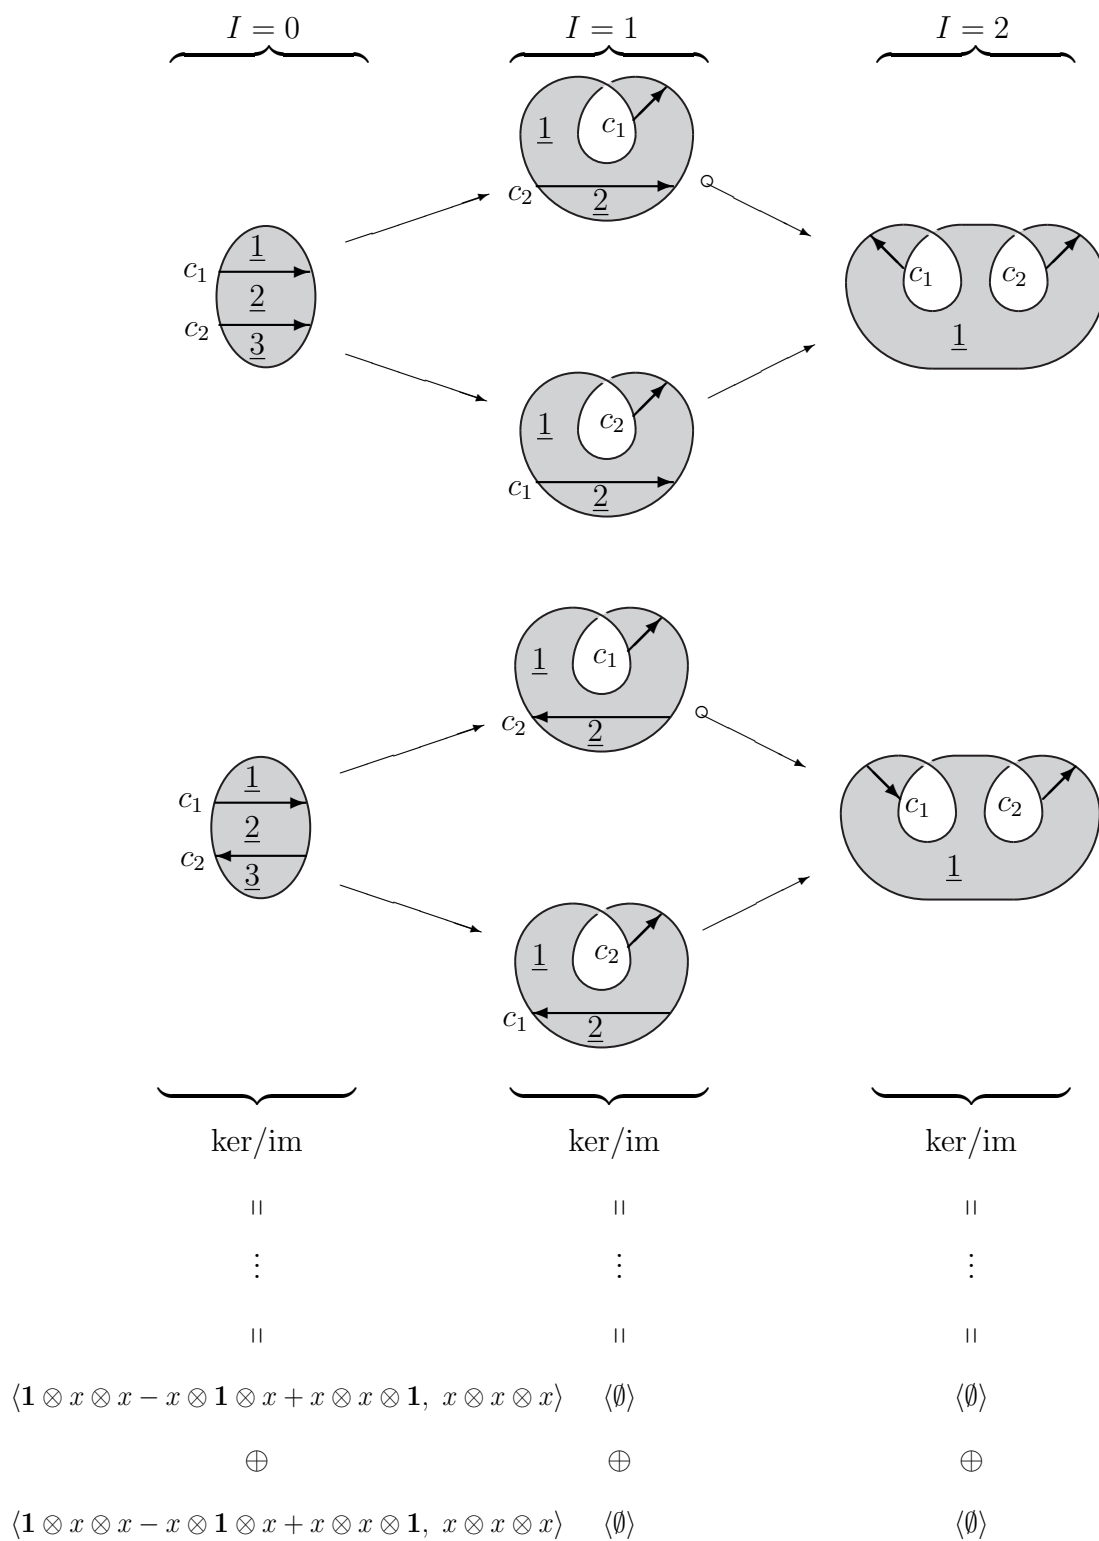 I = 0 I = 1 I = 2
1 c₁
c₂ 2
1
c₁
2
c₂
3
c₁ c₂
1
1 c₂
c₁ 2
1 c₁
c₂ 2
1
c₁
2
c₂
3
c₁ c₂
1
1 c₂
c₁ 2
ker/im ker/im ker/im
= = =
⋮ ⋮ ⋮
= = =
⟨𝟏 ⊗ x ⊗ x − x ⊗ 𝟏 ⊗ x + x ⊗ x ⊗ 𝟏, x ⊗ x ⊗ x⟩ ⟨∅⟩ ⟨∅⟩
⊕ ⊕ ⊕
⟨𝟏 ⊗ x ⊗ x − x ⊗ 𝟏 ⊗ x + x ⊗ x ⊗ 𝟏, x ⊗ x ⊗ x⟩ ⟨∅⟩ ⟨∅⟩